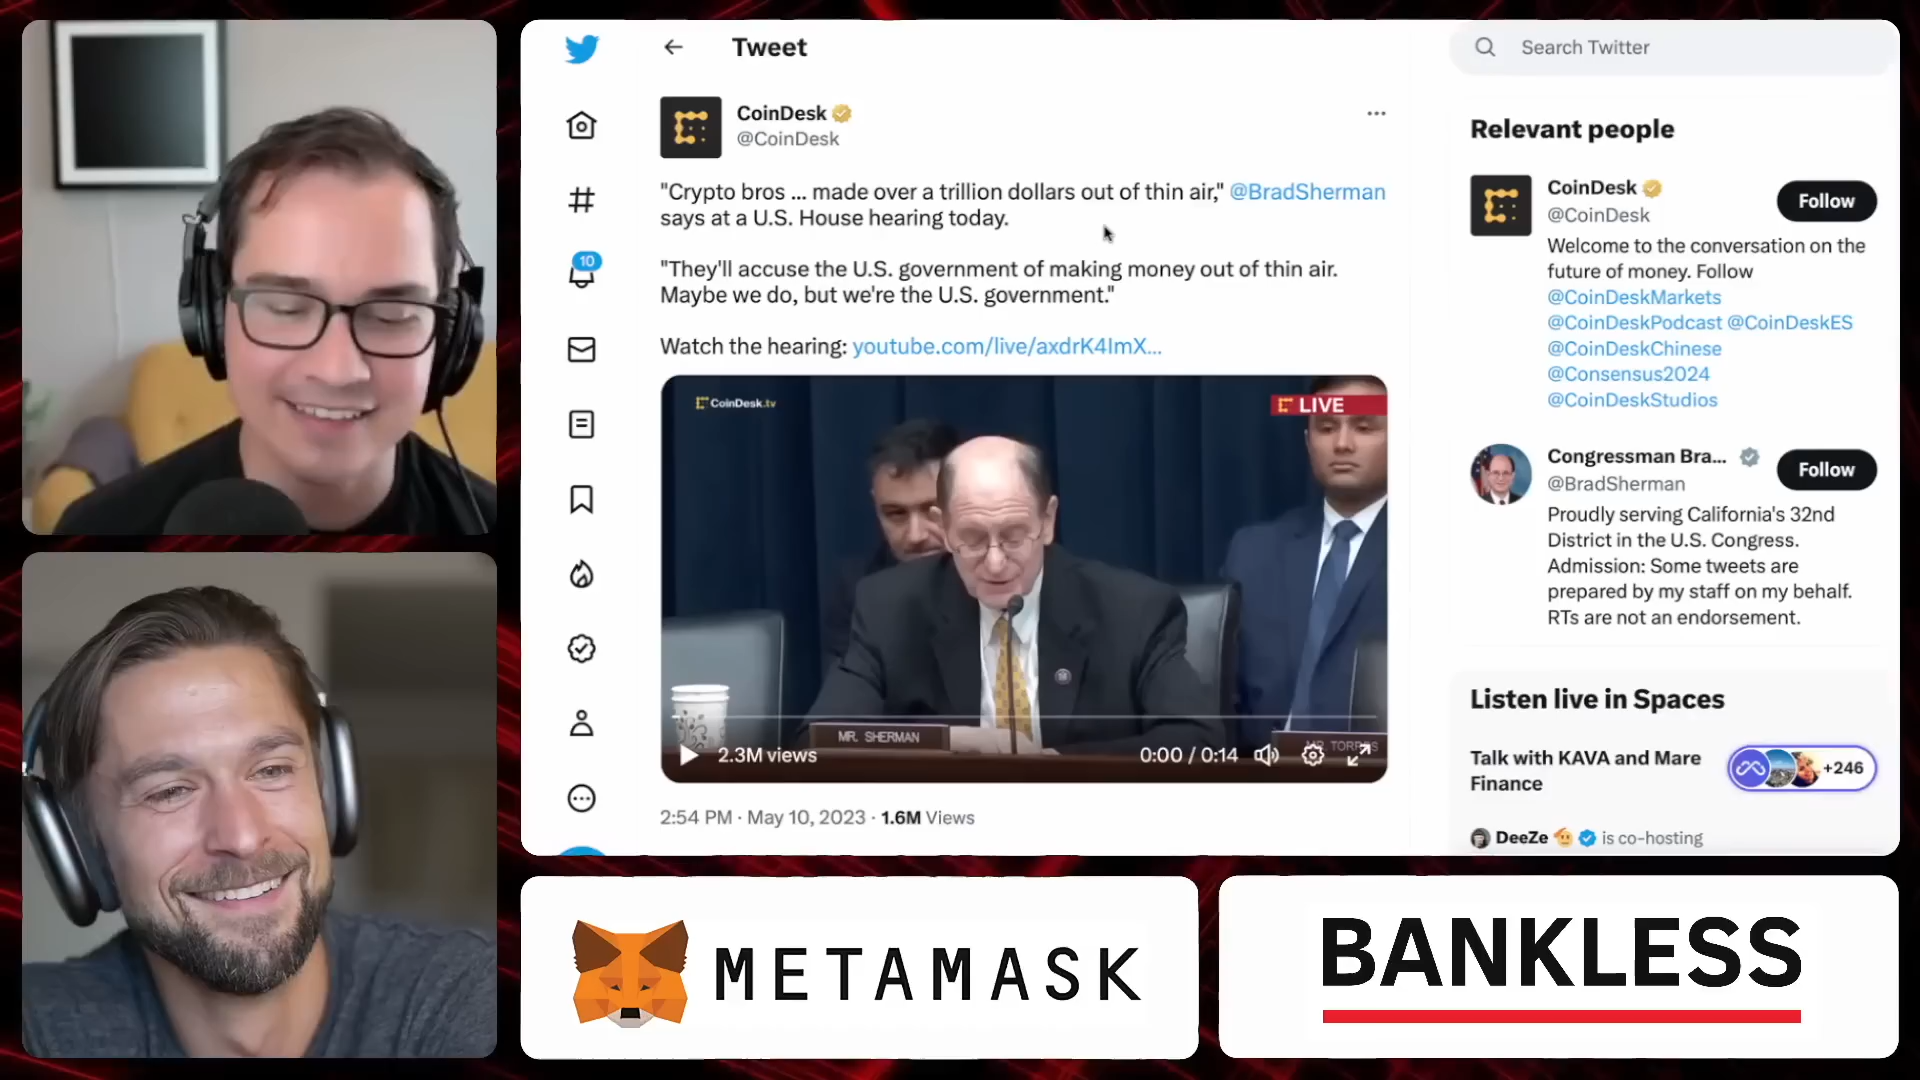 Tweet
CoinDesk
@CoinDesk
"Crypto bros ... made over a trillion dollars out of thin air," @BradSherman
says at a U.S. House hearing today.
"They'll accuse the U.S. government of making money out of thin air.
Maybe we do, but we're the U.S. government."
Watch the hearing: youtube.com/live/axdrK4ImX...
CoinDesk.tv
LIVE
MR. SHERMAN
MR. TORRES
2.3M views
0:00 / 0:14
2:54 PM · May 10, 2023 · 1.6M Views
10
Search Twitter
Relevant people
CoinDesk
@CoinDesk
Follow
Welcome to the conversation on the
future of money. Follow
@CoinDeskMarkets
@CoinDeskPodcast @CoinDeskES
@CoinDeskChinese
@Consensus2024
@CoinDeskStudios
Congressman Bra...
@BradSherman
Follow
Proudly serving California's 32nd
District in the U.S. Congress.
Admission: Some tweets are
prepared by my staff on my behalf.
RTs are not an endorsement.
Listen live in Spaces
Talk with KAVA and Mare
Finance
+246
DeeZe is co-hosting
METAMASK
BANKLESS